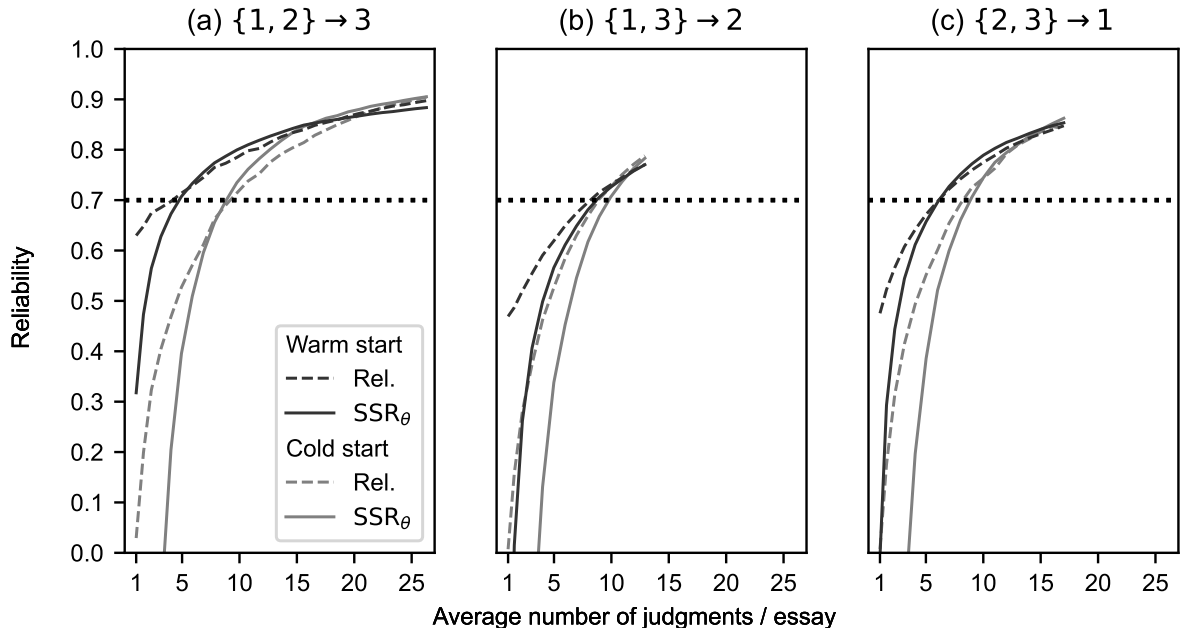 (a) {1, 2} → 3
(b) {1, 3} → 2
(c) {2, 3} → 1
Reliability
1.0
0.9
0.8
0.7
0.6
0.5
0.4
0.3
0.2
0.1
0.0
Warm start
Rel.
SSRθ
Cold start
Rel.
SSRθ
1 5 10 15 20 25
1 5 10 15 20 25
1 5 10 15 20 25
Average number of judgments / essay